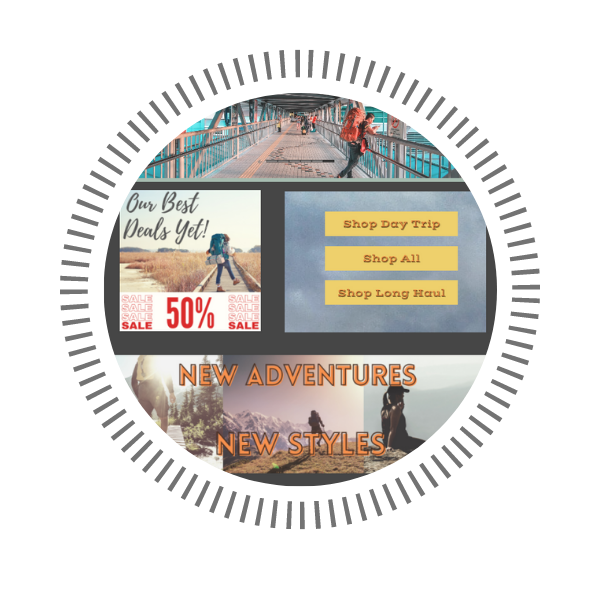 Our Best
Deals Yet!
SALE SALE
SALE SALE
SALE 50% SALE
SALE SALE
Shop Day Trip
Shop All
Shop Long Haul
NEW ADVENTURES
NEW STYLES